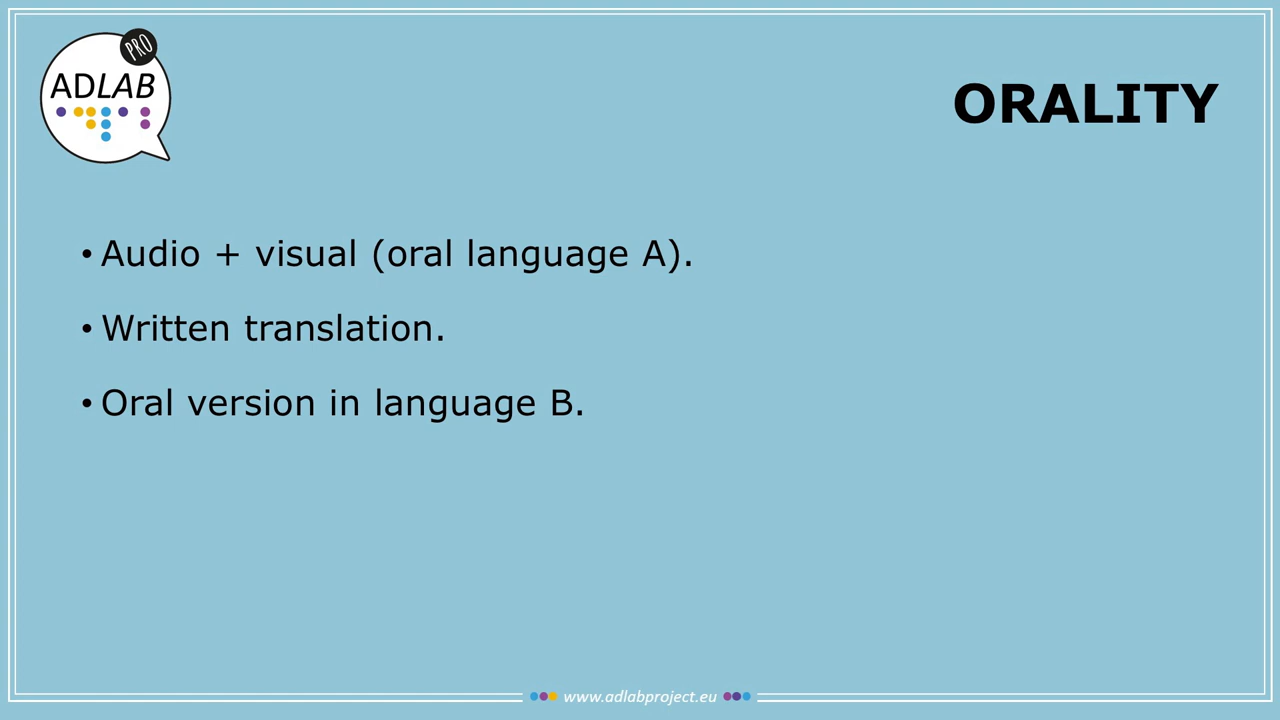 PRO
ADLAB
ORALITY
• Audio + visual (oral language A).
• Written translation.
• Oral version in language B.
www.adlabproject.eu